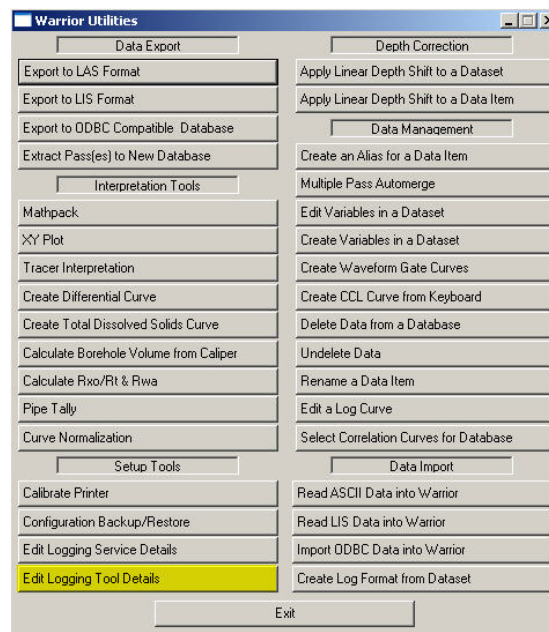 Warrior Utilities
Data Export
Export to LAS Format
Export to LIS Format
Export to ODBC Compatible Database
Extract Pass(es) to New Database
Interpretation Tools
Mathpack
XY Plot
Tracer Interpretation
Create Differential Curve
Create Total Dissolved Solids Curve
Calculate Borehole Volume from Caliper
Calculate Rxo/Rt & Rwa
Pipe Tally
Curve Normalization
Setup Tools
Calibrate Printer
Configuration Backup/Restore
Edit Logging Service Details
Edit Logging Tool Details
Depth Correction
Apply Linear Depth Shift to a Dataset
Apply Linear Depth Shift to a Data Item
Data Management
Create an Alias for a Data Item
Multiple Pass Automerge
Edit Variables in a Dataset
Create Variables in a Dataset
Create Waveform Gate Curves
Create CCL Curve from Keyboard
Delete Data from a Database
Undelete Data
Rename a Data Item
Edit a Log Curve
Select Correlation Curves for Database
Data Import
Read ASCII Data into Warrior
Read LIS Data into Warrior
Import ODBC Data into Warrior
Create Log Format from Dataset
Exit